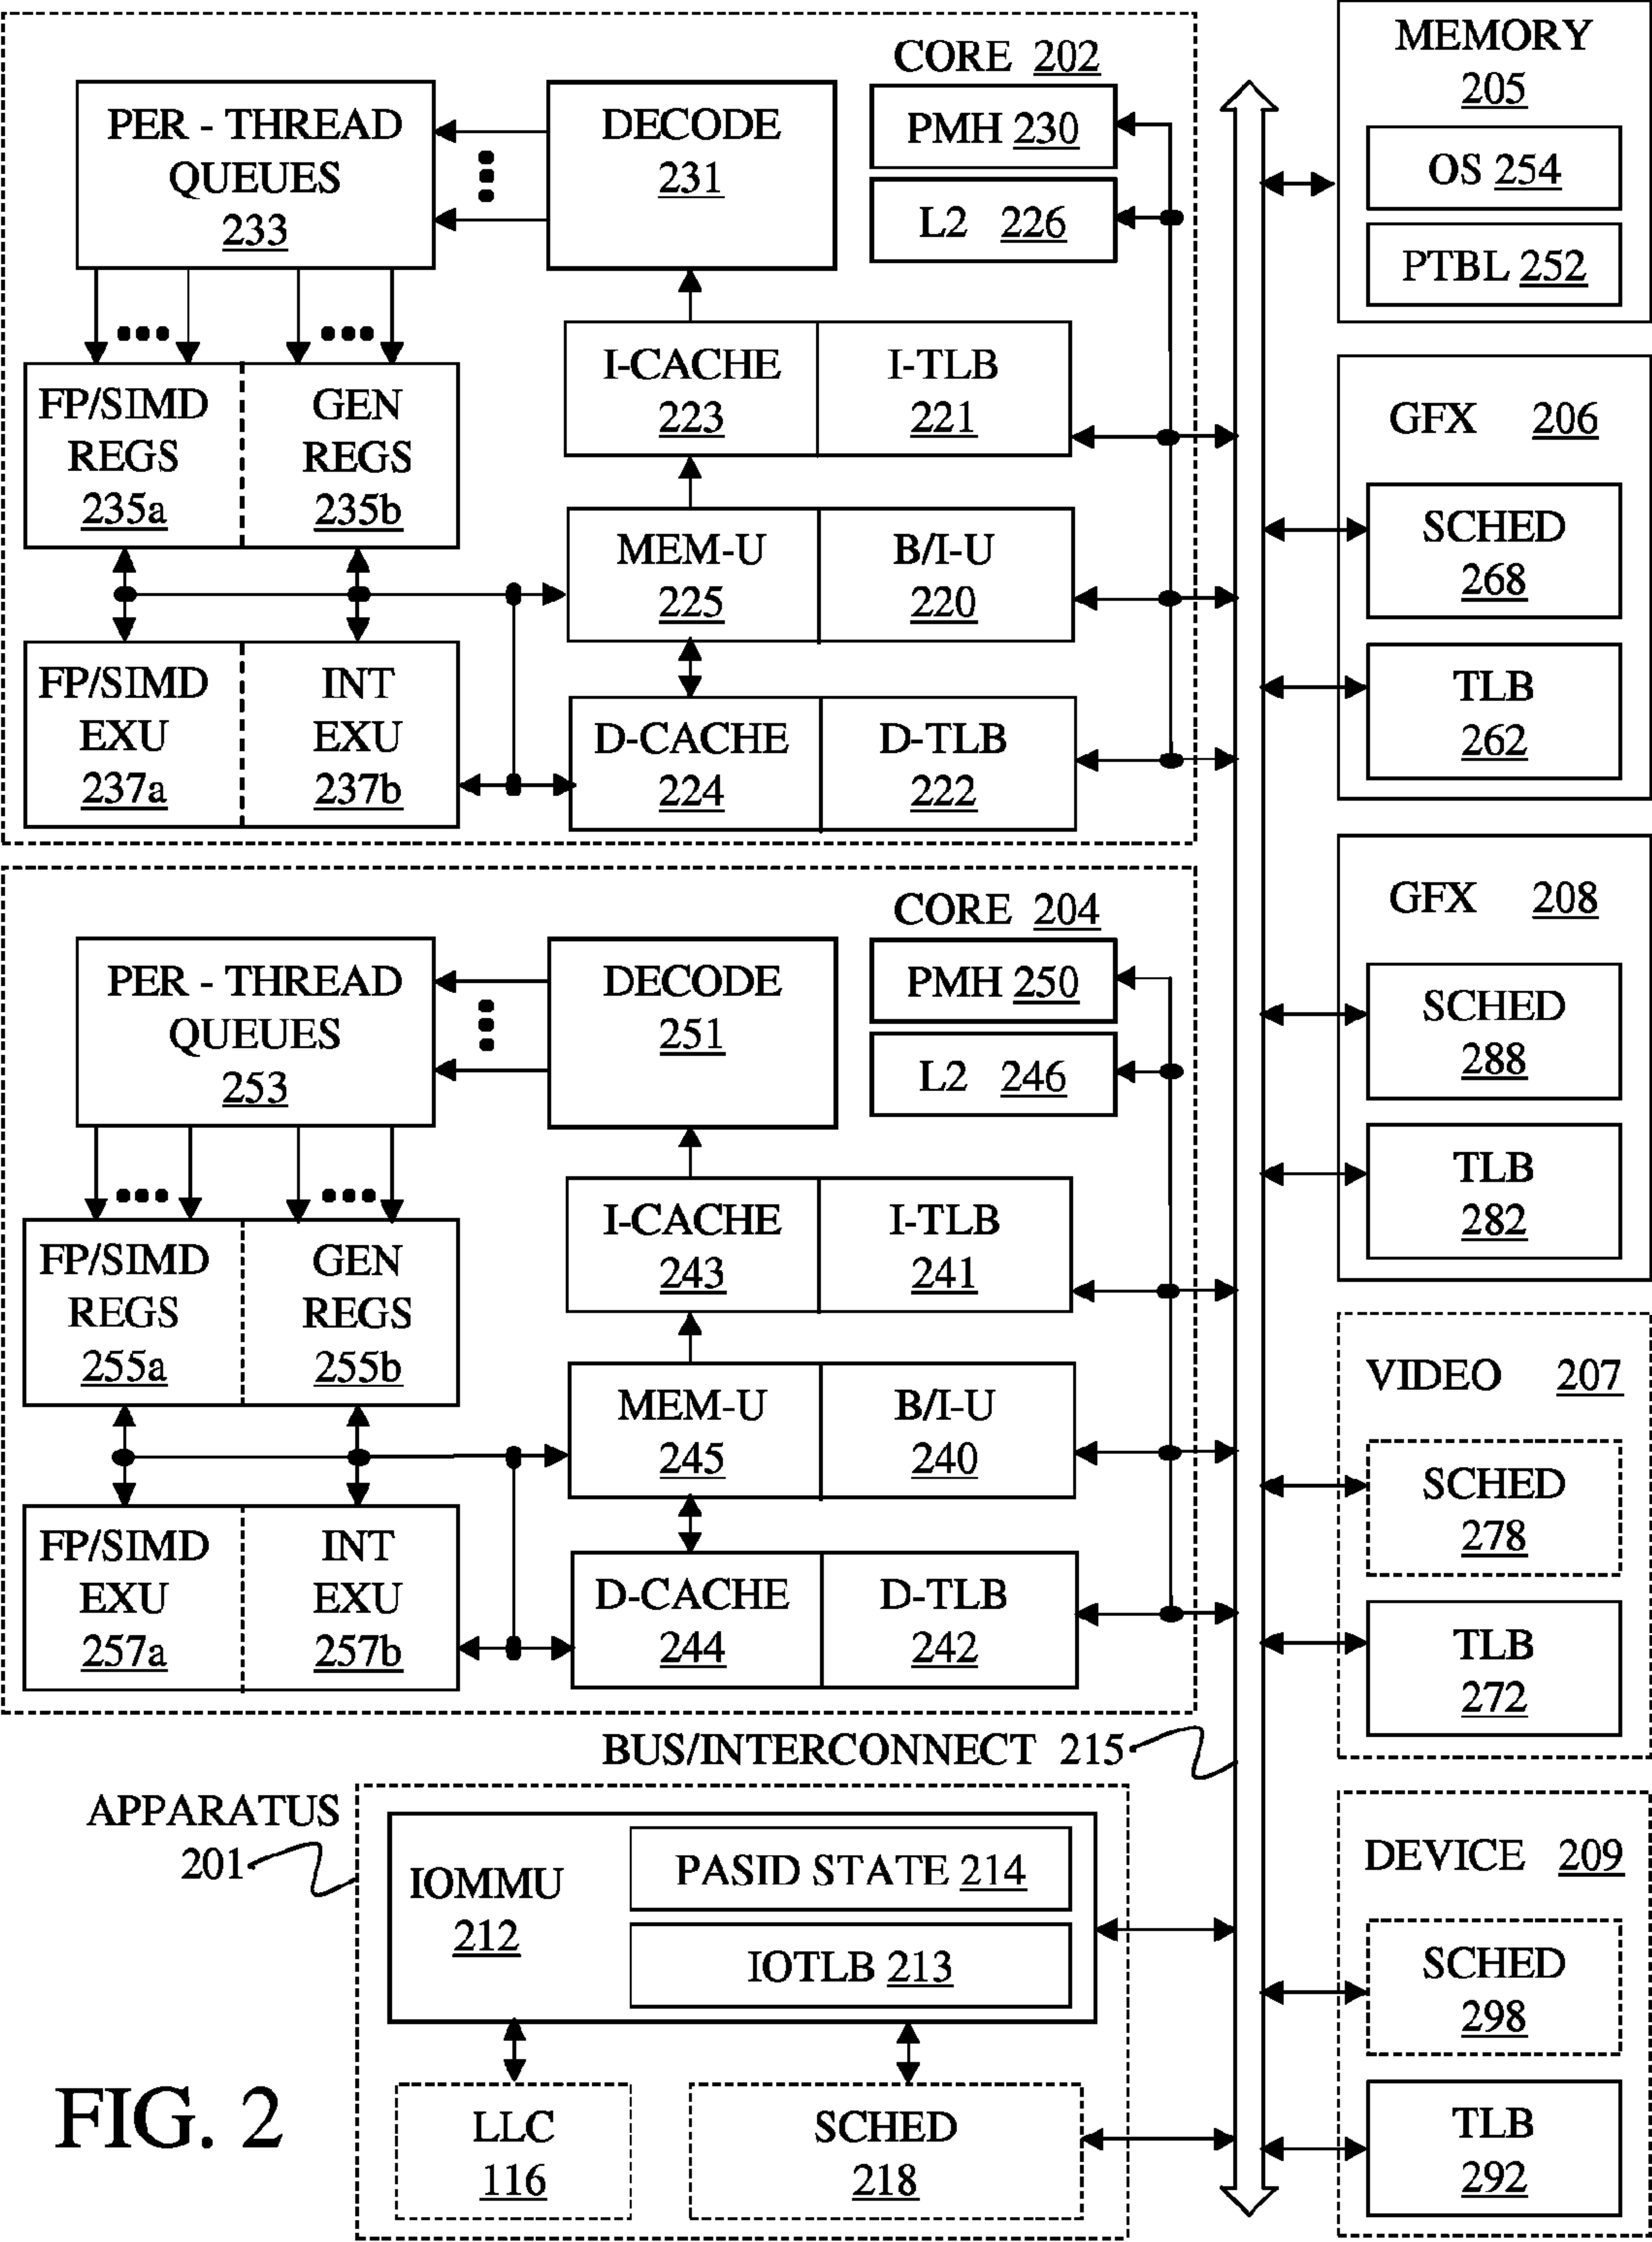 CORE 202
PER - THREAD
QUEUES
233
DECODE
231
PMH 230
L2 226
I-CACHE
223
I-TLB
221
FP/SIMD
REGS
235a
GEN
REGS
235b
MEM-U
225
B/I-U
220
FP/SIMD
EXU
237a
INT
EXU
237b
D-CACHE
224
D-TLB
222
CORE 204
PER - THREAD
QUEUES
253
DECODE
251
PMH 250
L2 246
I-CACHE
243
I-TLB
241
FP/SIMD
REGS
255a
GEN
REGS
255b
MEM-U
245
B/I-U
240
FP/SIMD
EXU
257a
INT
EXU
257b
D-CACHE
244
D-TLB
242
BUS/INTERCONNECT 215
APPARATUS
201
IOMMU
212
PASID STATE 214
IOTLB 213
LLC
116
SCHED
218
MEMORY
205
OS 254
PTBL 252
GFX 206
SCHED
268
TLB
262
GFX 208
SCHED
288
TLB
282
VIDEO 207
SCHED
278
TLB
272
DEVICE 209
SCHED
298
TLB
292
FIG. 2